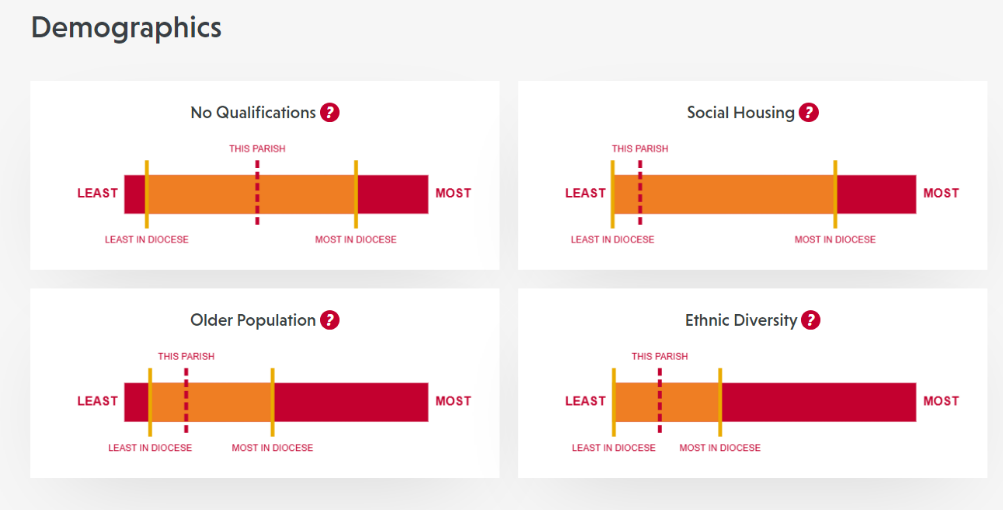 Demographics
No Qualifications ?
THIS PARISH
LEAST
MOST
LEAST IN DIOCESE
MOST IN DIOCESE
Social Housing ?
THIS PARISH
LEAST
MOST
LEAST IN DIOCESE
MOST IN DIOCESE
Older Population ?
THIS PARISH
LEAST
MOST
LEAST IN DIOCESE
MOST IN DIOCESE
Ethnic Diversity ?
THIS PARISH
LEAST
MOST
LEAST IN DIOCESE
MOST IN DIOCESE